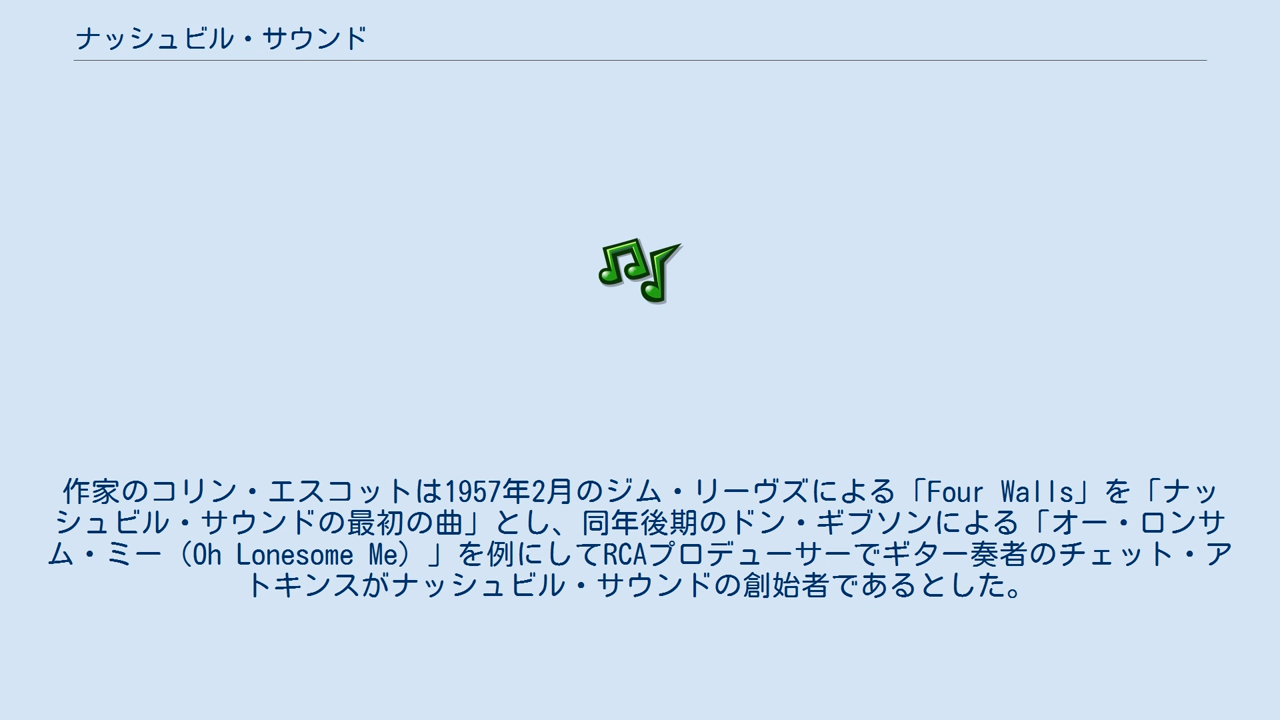 ナッシュビル・サウンド
作家のコリン・エスコットは1957年2月のジム・リーヴズによる「Four Walls」を「ナッ
シュビル・サウンドの最初の曲」とし、同年後期のドン・ギブソンによる「オー・ロンサ
ム・ミー（Oh Lonesome Me）」を例にしてRCAプロデューサーでギター奏者のチェット・ア
トキンスがナッシュビル・サウンドの創始者であるとした。